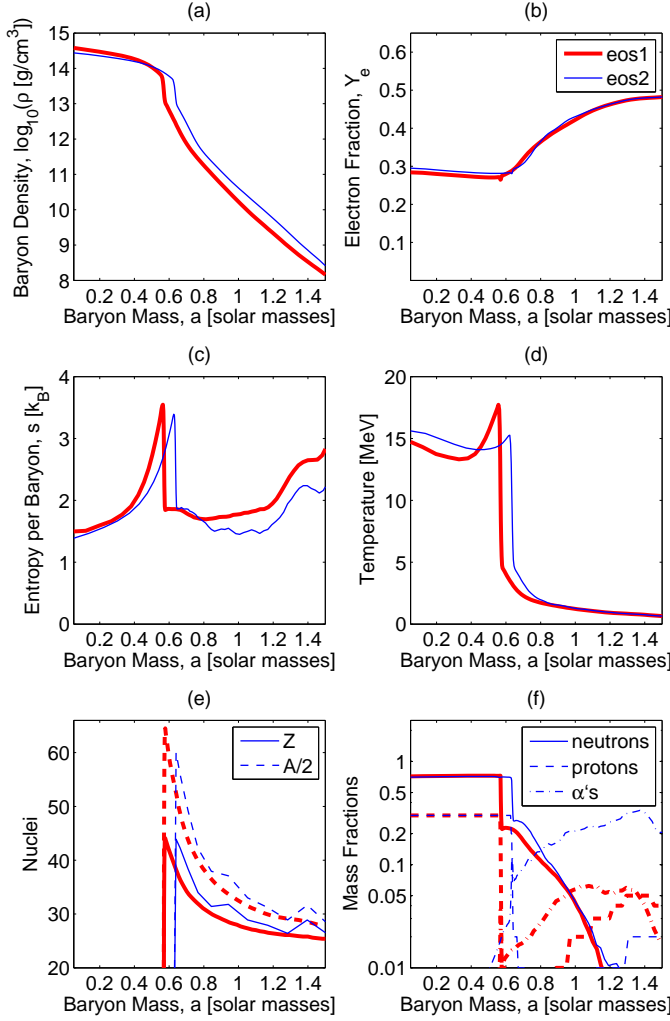 (a)
15
14
13
12
11
10
9
8
Baryon Density, log10(ρ [g/cm3)
0.2 0.4 0.6 0.8 1 1.2 1.4
Baryon Mass, a [solar masses]
(b)
0.6
0.5
0.4
0.3
0.2
0.1
Electron Fraction, Ye
eos1
eos2
0.2 0.4 0.6 0.8 1 1.2 1.4
Baryon Mass, a [solar masses]
(c)
4
3
2
1
0
Entropy per Baryon, s [kB]
0.2 0.4 0.6 0.8 1 1.2 1.4
Baryon Mass, a [solar masses]
(d)
20
15
10
5
0
Temperature [MeV]
0.2 0.4 0.6 0.8 1 1.2 1.4
Baryon Mass, a [solar masses]
(e)
60
50
40
30
20
Nuclei
Z
A/2
0.2 0.4 0.6 0.8 1 1.2 1.4
Baryon Mass, a [solar masses]
(f)
1
0.5
0.2
0.1
0.05
0.01
Mass Fractions
neutrons
protons
α‘s
0.2 0.4 0.6 0.8 1 1.2 1.4
Baryon Mass, a [solar masses]